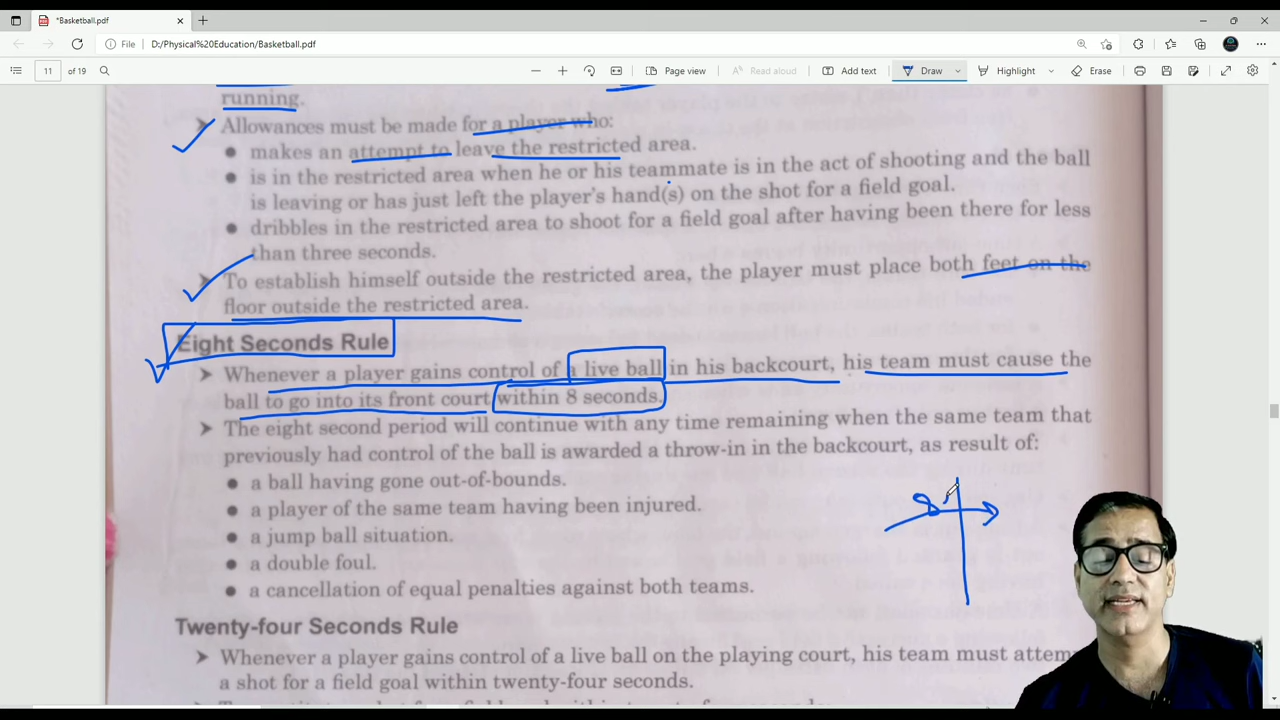 *Basketball.pdf
File D:/Physical%20Education/Basketball.pdf
11 of 19 Page view Read aloud Add text Draw Highlight Erase
running.
Allowances must be made for a player who:
makes an attempt to leave the restricted area.
is in the restricted area when he or his teammate is in the act of shooting and the ball
is leaving or has just left the player's hand(s) on the shot for a field goal.
dribbles in the restricted area to shoot for a field goal after having been there for less
than three seconds.
To establish himself outside the restricted area, the player must place both feet on the
floor outside the restricted area.
Eight Seconds Rule
Whenever a player gains control of a live ball in his backcourt, his team must cause the
ball to go into its front court within 8 seconds.
The eight second period will continue with any time remaining when the same team that
previously had control of the ball is awarded a throw-in in the backcourt, as result of:
a ball having gone out-of-bounds.
a player of the same team having been injured.
8
a jump ball situation.
a double foul.
a cancellation of equal penalties against both teams.
Twenty-four Seconds Rule
Whenever a player gains control of a live ball on the playing court, his team must attem
a shot for a field goal within twenty-four seconds.